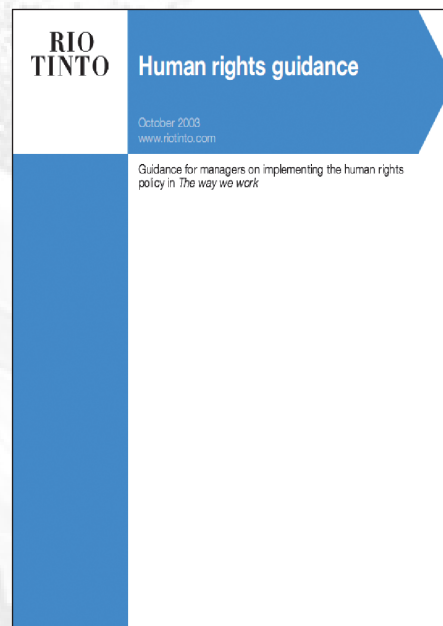 RIO
TINTO
Human rights guidance
October 2003
www.riotinto.com
Guidance for managers on implementing the human rights
policy in The way we work